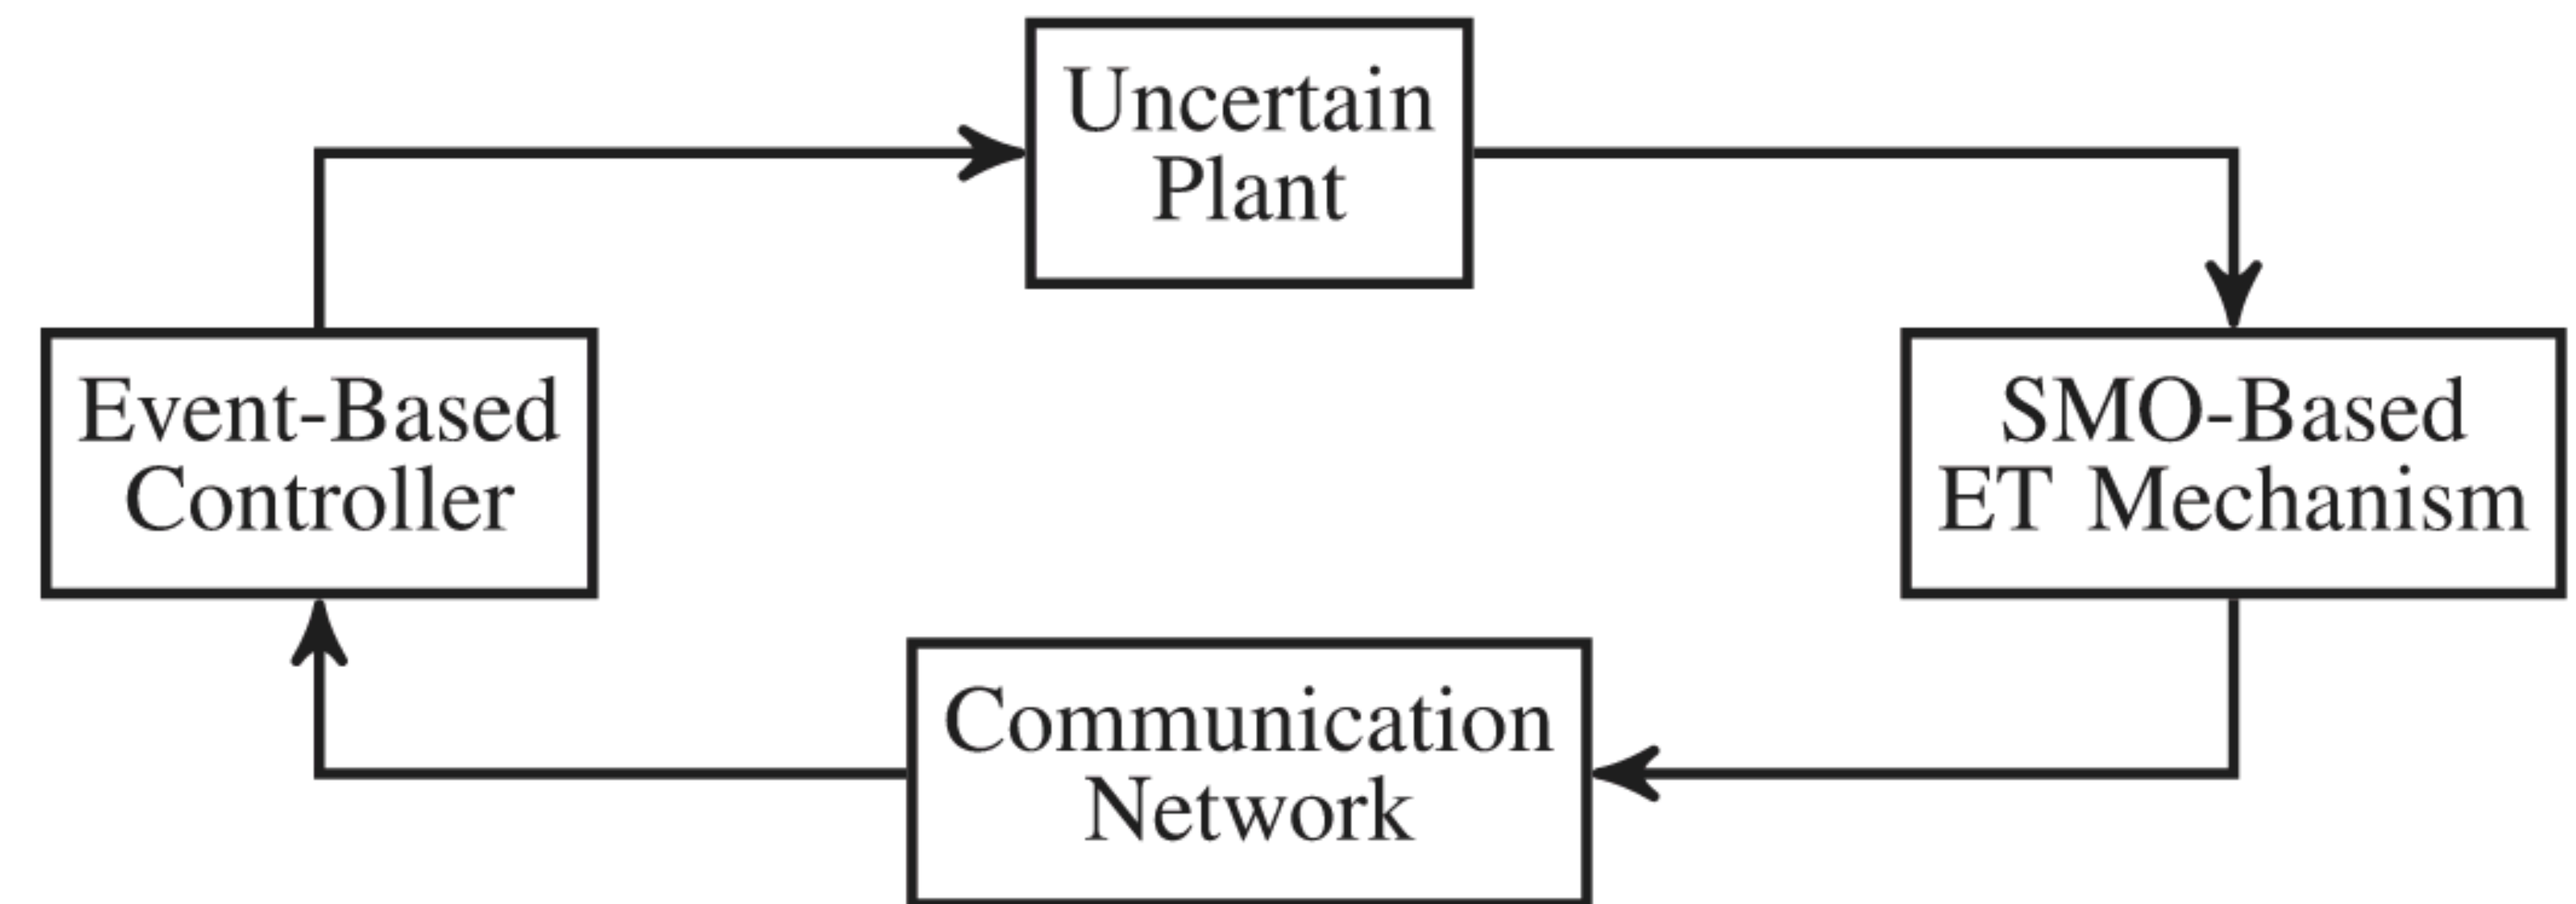 Uncertain
Plant
Event-Based
Controller
SMO-Based
ET Mechanism
Communication
Network